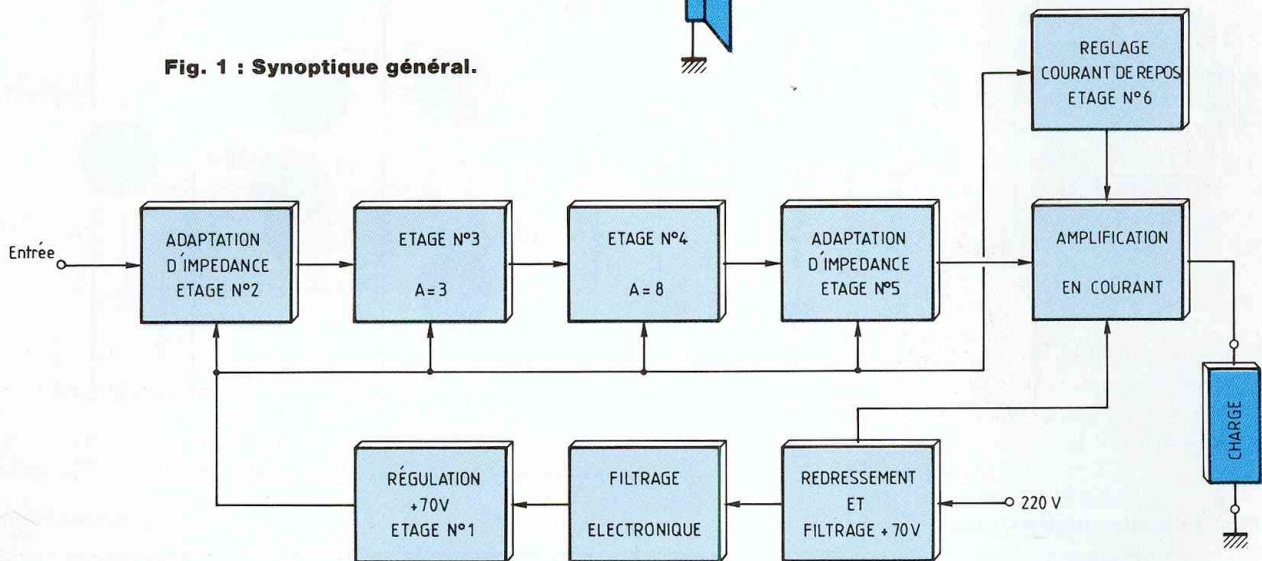 Fig. 1 : Synoptique général.
REGLAGE
COURANT DE REPOS
ETAGE N°6
Entrée
ADAPTATION
D'IMPEDANCE
ETAGE N°2
ETAGE N°3
A=3
ETAGE N°4
A=8
ADAPTATION
D'IMPEDANCE
ETAGE N°5
AMPLIFICATION
EN COURANT
CHARGE
RÉGULATION
+70V
ETAGE N°1
FILTRAGE
ELECTRONIQUE
REDRESSEMENT
ET
FILTRAGE +70V
220 V